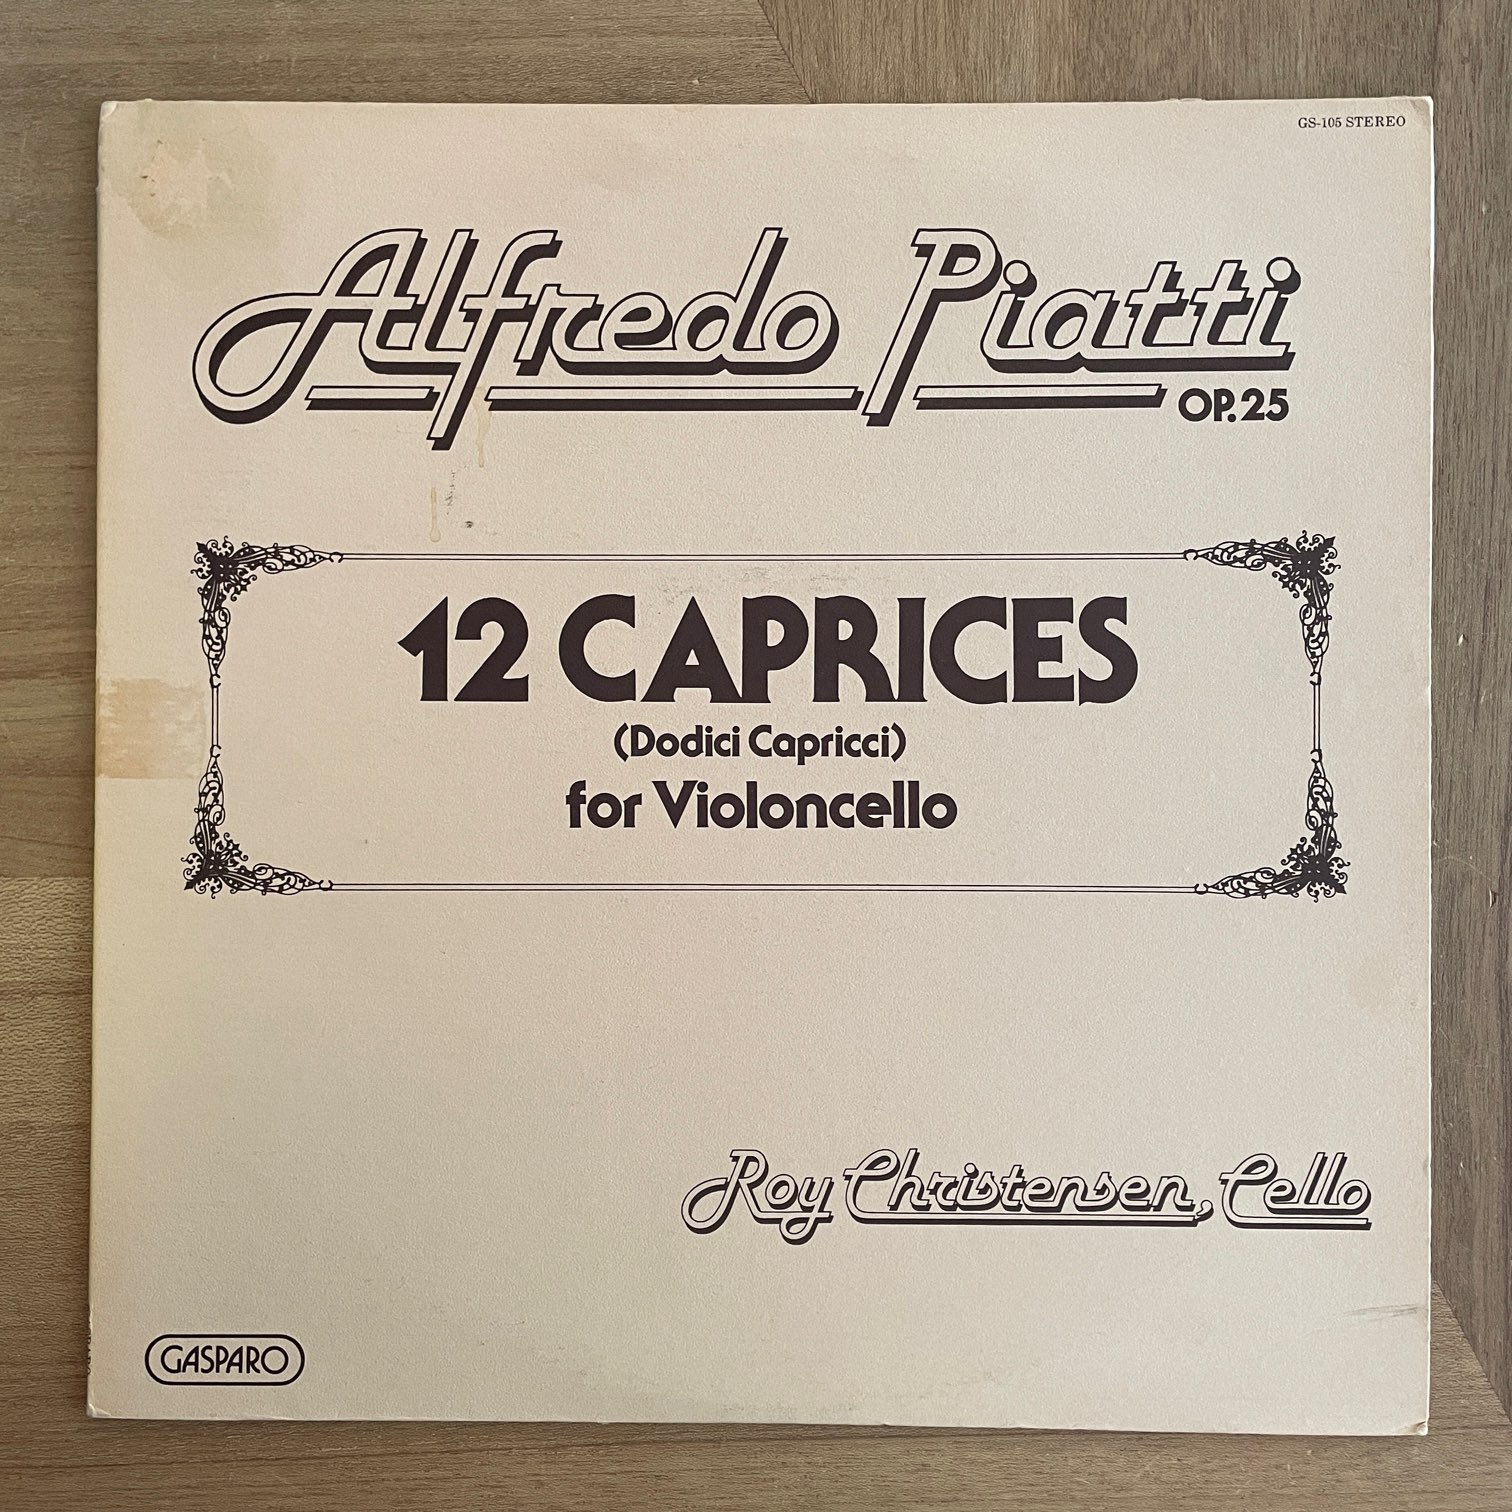 GS-105 STEREO
Alfredo Piatti
OP.25
12 CAPRICES
(Dodici Capricci)
for Violoncello
Roy Christensen, Cello
GASPARO